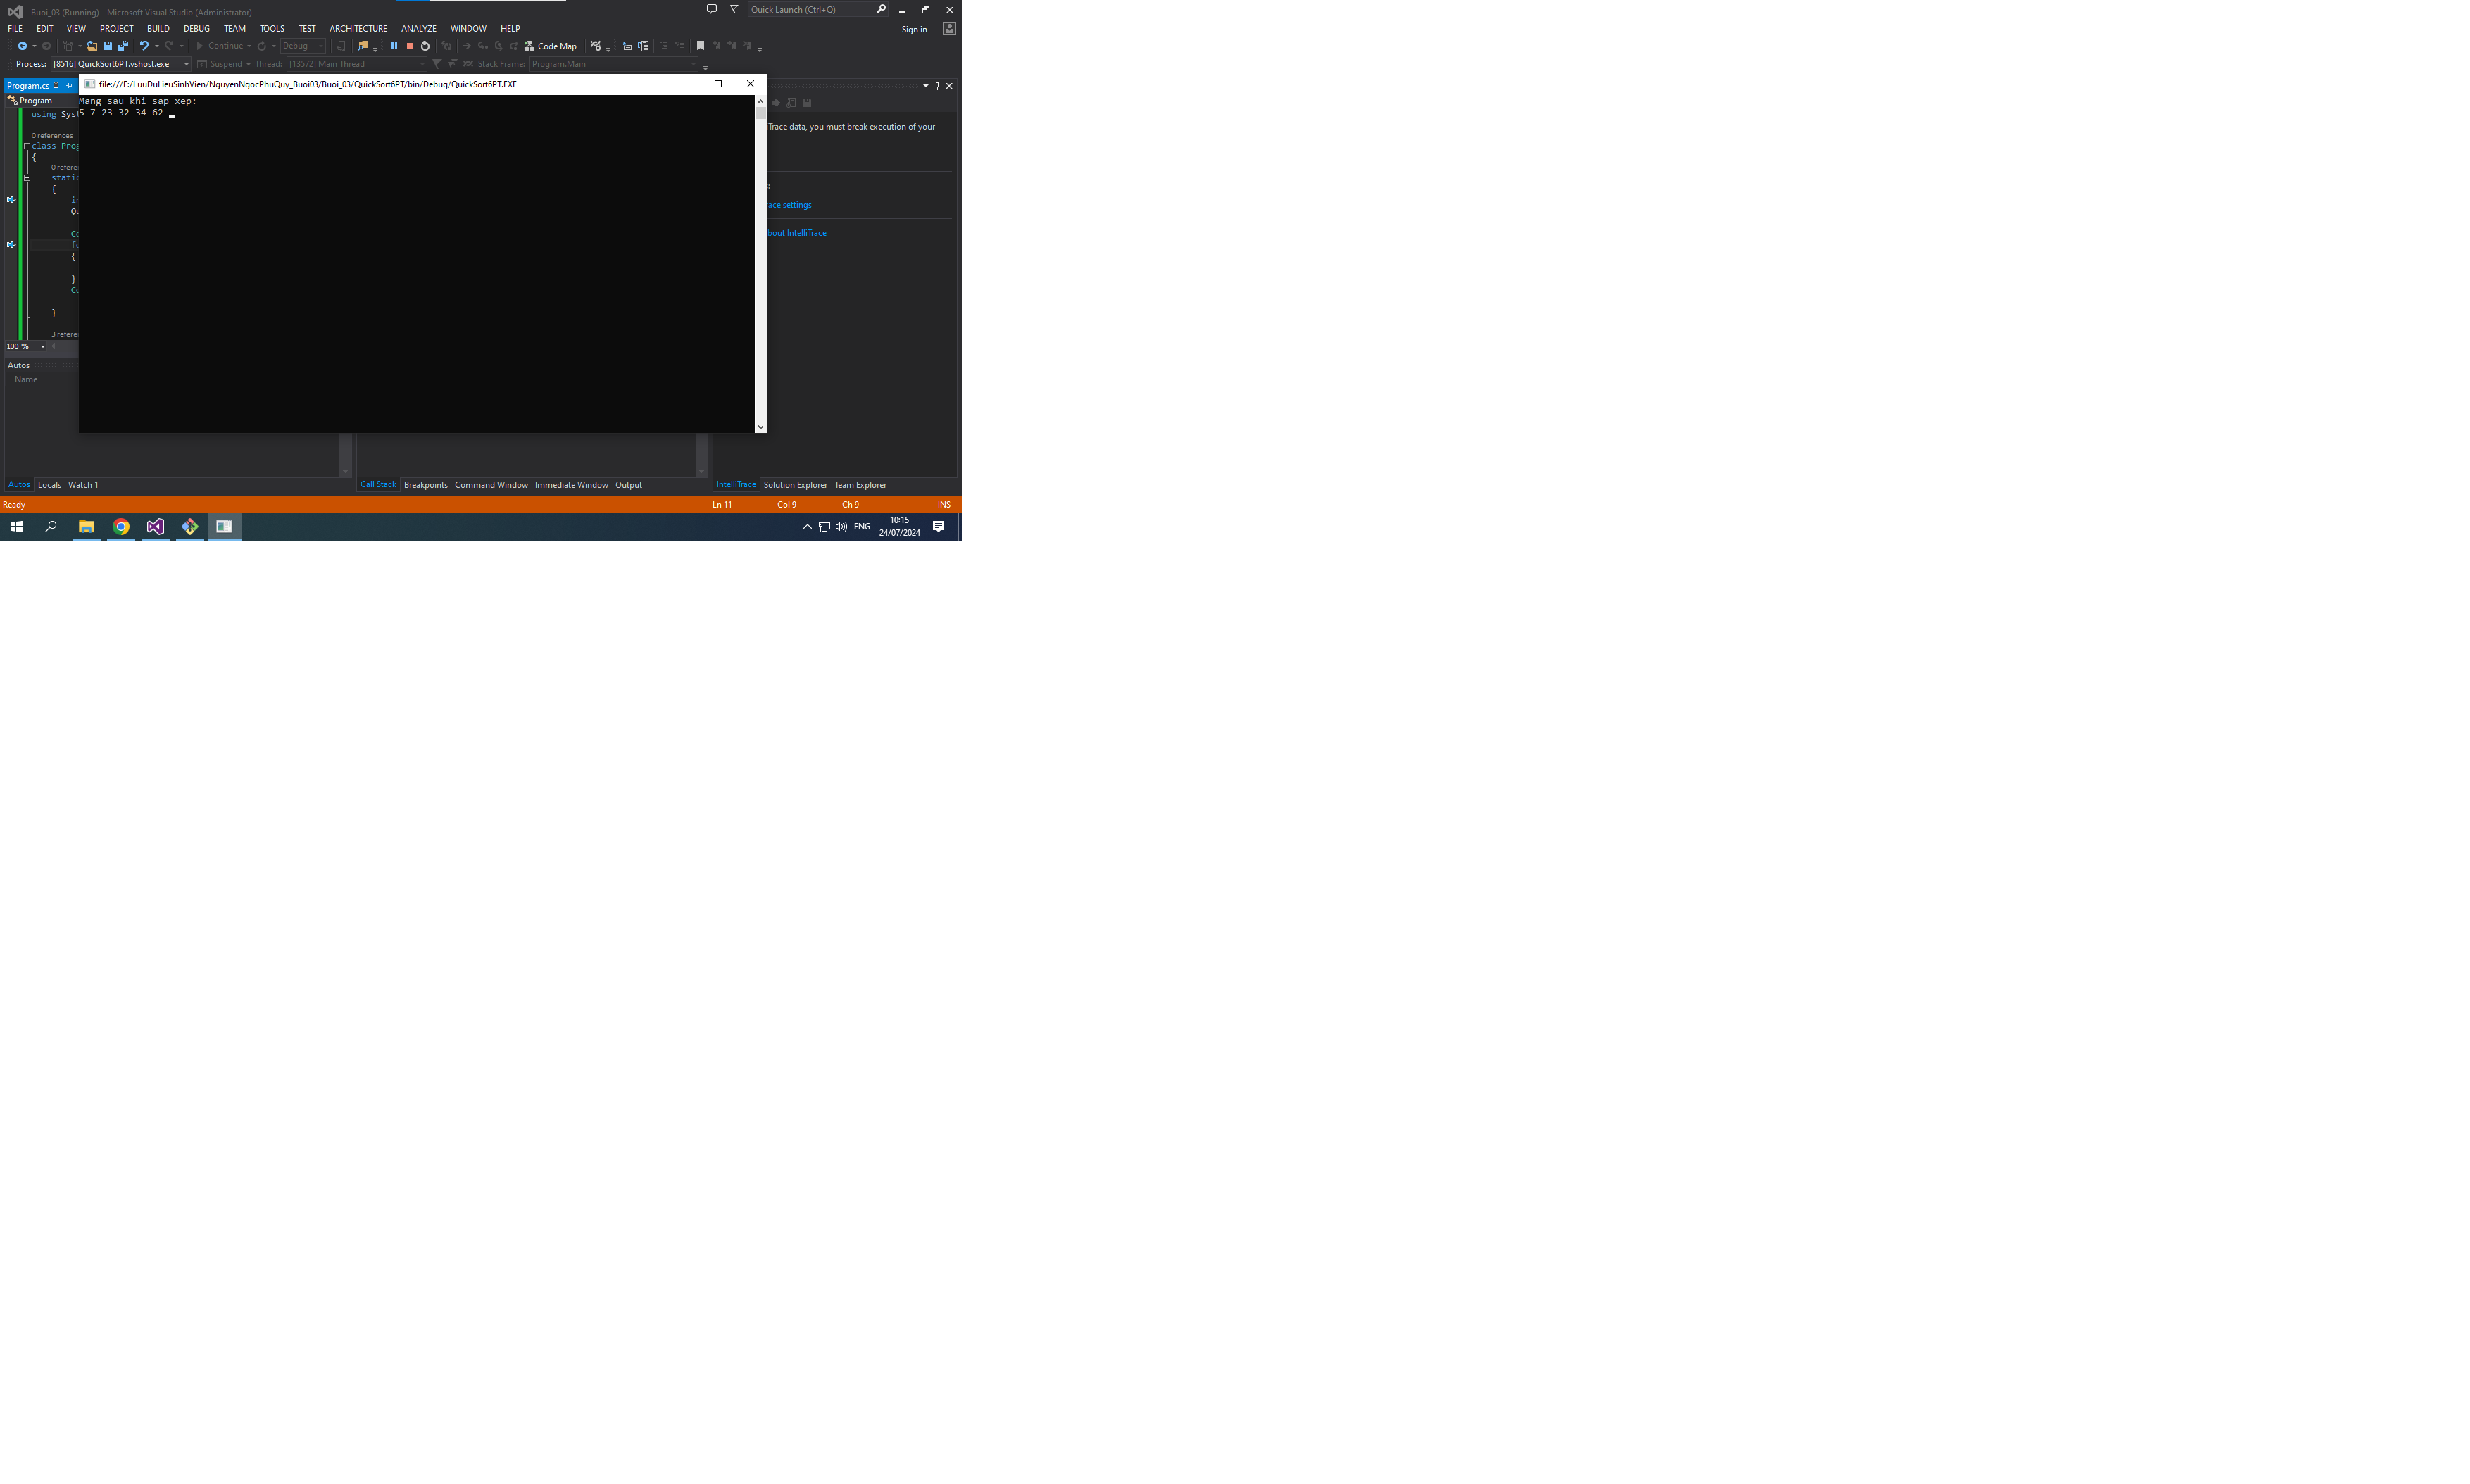 Buoi_03 (Running) - Microsoft Visual Studio (Administrator)
Quick Launch (Ctrl+Q)
FILE EDIT VIEW PROJECT BUILD DEBUG TEAM TOOLS TEST ARCHITECTURE ANALYZE WINDOW HELP
Sign in
Continue Debug Code Map
Process: [8516] QuickSort6PT.vshost.exe Suspend Thread: [13572] Main Thread Stack Frame: Program.Main
Program.cs
file:///E:/LuuDuLieuSinhVien/NguyenNgocPhuQuy_Buoi03/Buoi_03/QuickSort6PT/bin/Debug/QuickSort6PT.EXE
Program
Mang sau khi sap xep:
5 7 23 32 34 62
using Syst
Trace data, you must break execution of your
0 references
class Prog
{
0 refere
static
{
in
ace settings
Qu
Co
bout IntelliTrace
fo
{
}
Co
}
3 refere
100 %
Autos
Name
Autos Locals Watch 1
Call Stack Breakpoints Command Window Immediate Window Output
IntelliTrace Solution Explorer Team Explorer
Ready Ln 11 Col 9 Ch 9 INS
ENG
10:15
24/07/2024